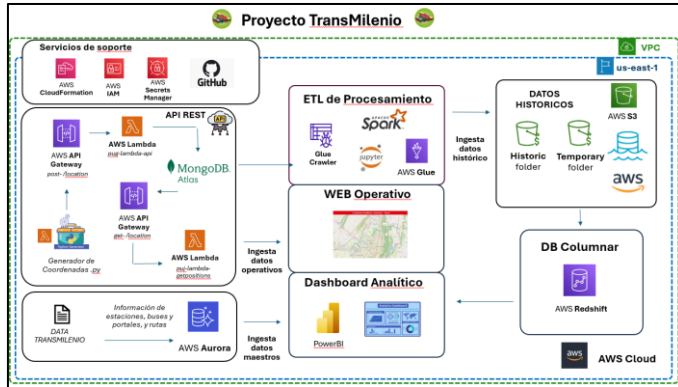 Proyecto TransMilenio
VPC
us-east-1
Servicios de soporte
AWS
CloudFormation
AWS
IAM
AWS
Secrets
Manager
GitHub
API REST
API
AWS API
Gateway
post-/location
AWS Lambda
puj-lambda-api
MongoDB.
Atlas
AWS API
Gateway
get-/location
Generador de
Coordenadas .py
AWS Lambda
puj-lambda-
getpositions
DATA
TRANSMILENIO
Información de
estaciones, buses y
portales, y rutas
AWS Aurora
Ingesta
datos
operativos
Ingesta
datos
maestros
ETL de Procesamiento
Glue
Crawler
APACHE
Spark
jupyter
AWS Glue
WEB Operativo
Dashboard Analítico
PowerBI
Ingesta
datos
histórico
DATOS
HISTORICOS
AWS S3
Historic
folder
Temporary
folder
aws
DB Columnar
AWS Redshift
aws
AWS Cloud